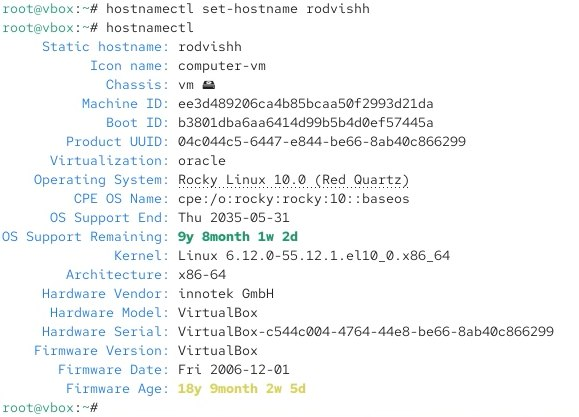 root@vbox:~# hostnamectl set-hostname rodvishh
root@vbox:~# hostnamectl
Static hostname: rodvishh
Icon name: computer-vm
Chassis: vm 🖴
Machine ID: ee3d489206ca4b85bcaa50f2993d21da
Boot ID: b3801dba6aa6414d99b5b4d0ef57445a
Product UUID: 04c044c5-6447-e844-be66-8ab40c866299
Virtualization: oracle
Operating System: Rocky Linux 10.0 (Red Quartz)
CPE OS Name: cpe:/o:rocky:rocky:10::baseos
OS Support End: Thu 2035-05-31
OS Support Remaining: 9y 8month 1w 2d
Kernel: Linux 6.12.0-55.12.1.el10_0.x86_64
Architecture: x86-64
Hardware Vendor: innotek GmbH
Hardware Model: VirtualBox
Hardware Serial: VirtualBox-c544c004-4764-44e8-be66-8ab40c866299
Firmware Version: VirtualBox
Firmware Date: Fri 2006-12-01
Firmware Age: 18y 9month 2w 5d
root@vbox:~#